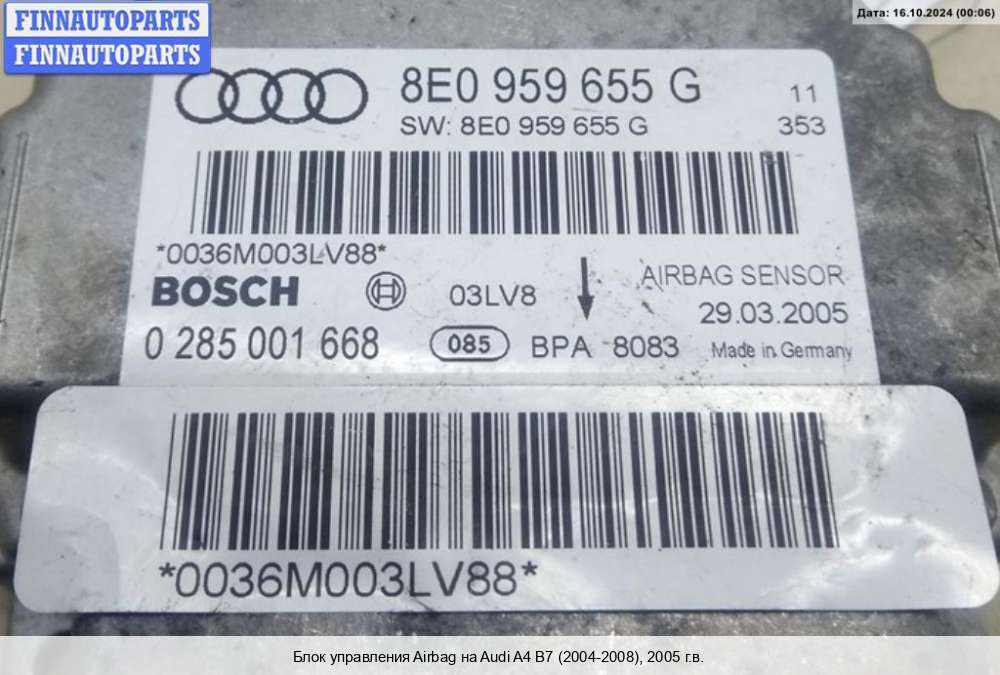 FINNAUTOPARTS
FINNAUTOPARTS
Дата: 16.10.2024 (00:06)
8E0 959 655 G
11
SW: 8E0 959 655 G
353
*0036M003LV88*
BOSCH
03LV8
AIRBAG SENSOR
29.03.2005
0 285 001 668
085
BPA 8083
Made in Germany
*0036M003LV88*
Блок управления Airbag на Audi A4 B7 (2004-2008), 2005 г.в.